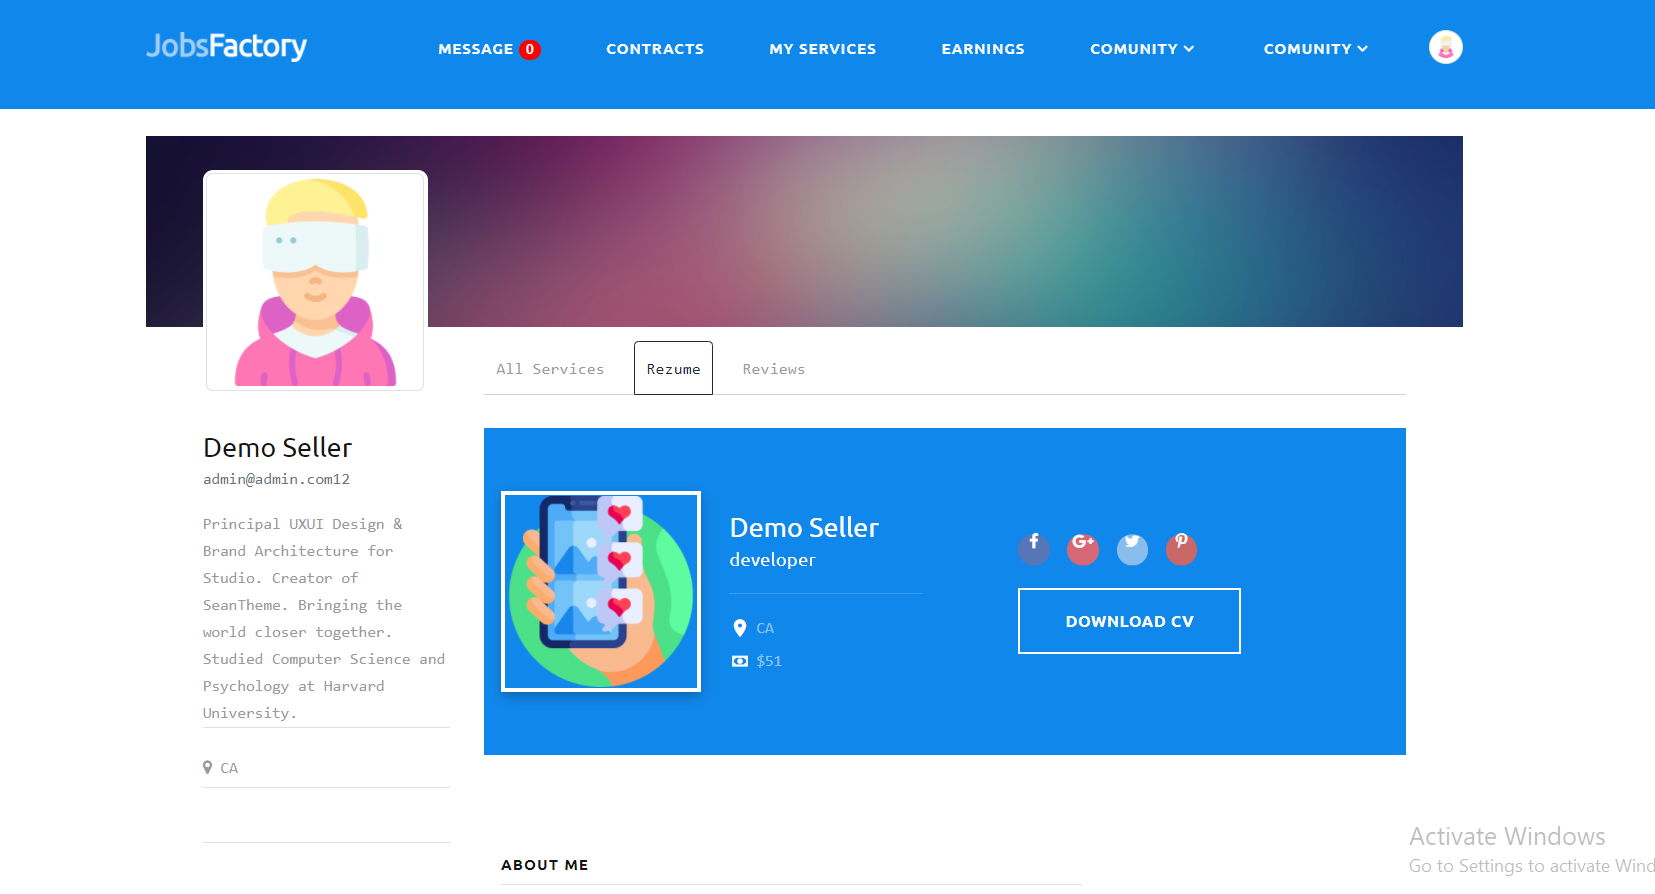 JobsFactory
MESSAGE 0
CONTRACTS
MY SERVICES
EARNINGS
COMUNITY
COMUNITY
All Services
Rezume
Reviews
Demo Seller
admin@admin.com12
Principal UXUI Design &
Brand Architecture for
Studio. Creator of
SeanTheme. Bringing the
world closer together.
Studied Computer Science and
Psychology at Harvard
University.
CA
Demo Seller
developer
CA
$51
f
G+
DOWNLOAD CV
ABOUT ME
Activate Windows
Go to Settings to activate Wind